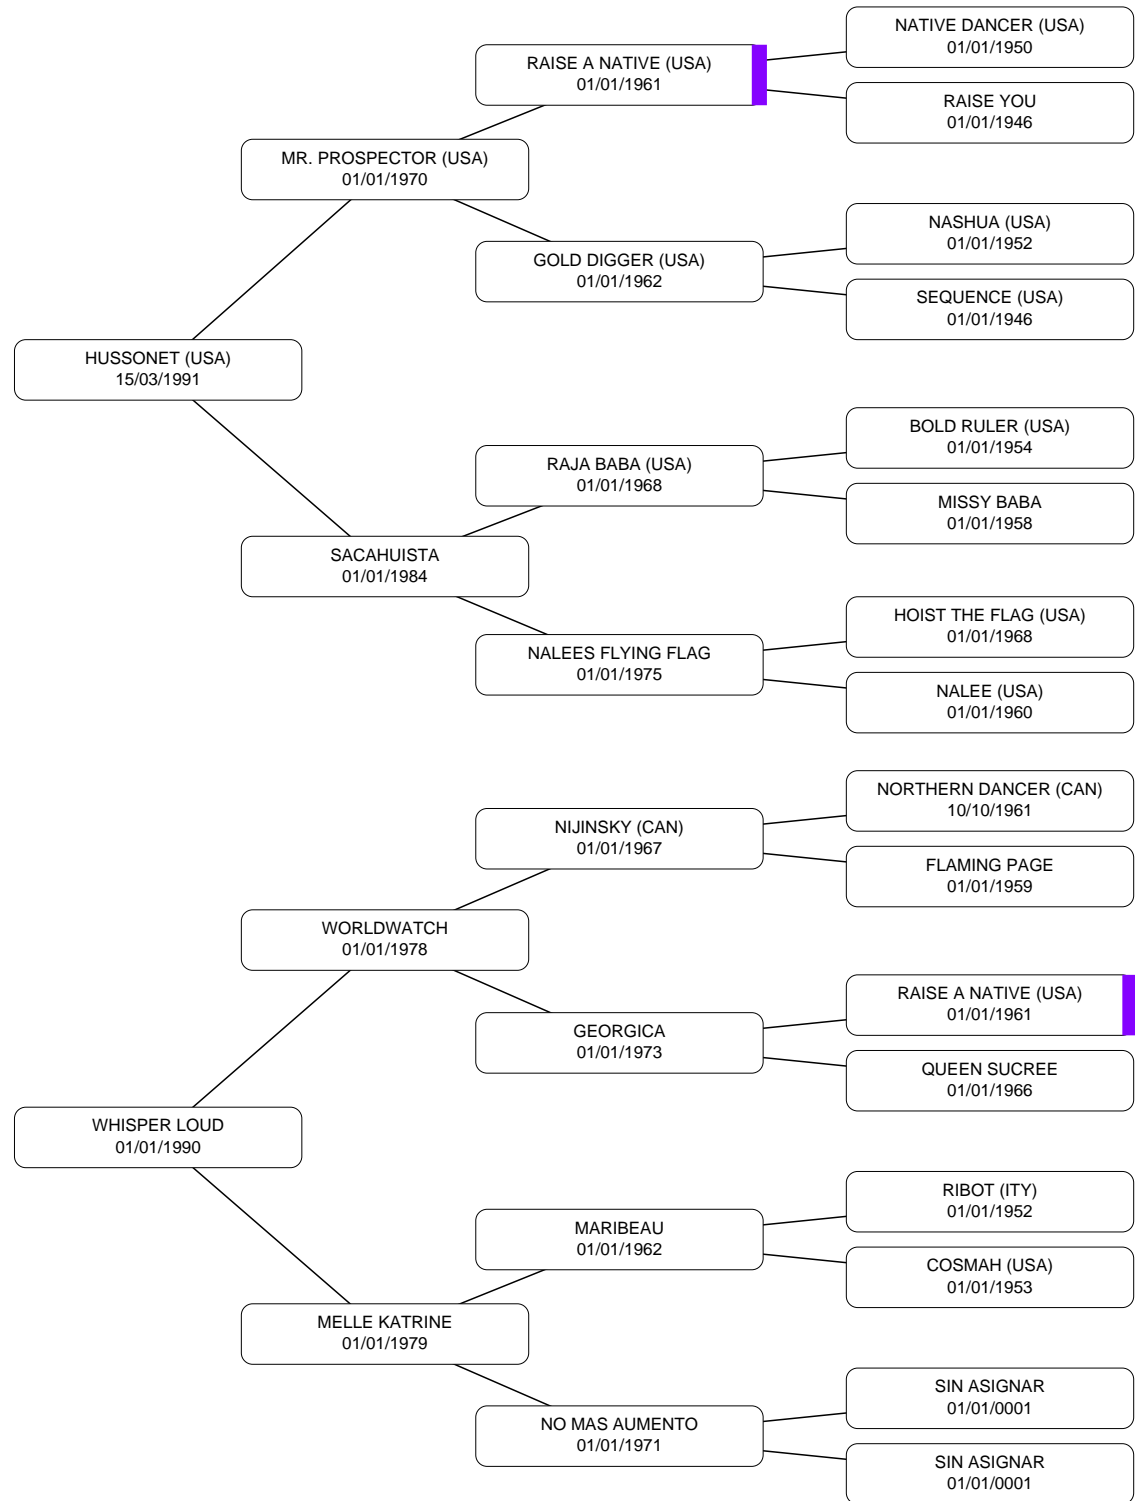 NATIVE DANCER (USA)
01/01/1950
RAISE A NATIVE (USA)
01/01/1961
RAISE YOU
01/01/1946
MR. PROSPECTOR (USA)
01/01/1970
NASHUA (USA)
01/01/1952
GOLD DIGGER (USA)
01/01/1962
SEQUENCE (USA)
01/01/1946
HUSSONET (USA)
15/03/1991
BOLD RULER (USA)
01/01/1954
RAJA BABA (USA)
01/01/1968
MISSY BABA
01/01/1958
SACAHUISTA
01/01/1984
HOIST THE FLAG (USA)
01/01/1968
NALEES FLYING FLAG
01/01/1975
NALEE (USA)
01/01/1960
NORTHERN DANCER (CAN)
10/10/1961
NIJINSKY (CAN)
01/01/1967
FLAMING PAGE
01/01/1959
WORLDWATCH
01/01/1978
RAISE A NATIVE (USA)
01/01/1961
GEORGICA
01/01/1973
QUEEN SUCREE
01/01/1966
WHISPER LOUD
01/01/1990
RIBOT (ITY)
01/01/1952
MARIBEAU
01/01/1962
COSMAH (USA)
01/01/1953
MELLE KATRINE
01/01/1979
SIN ASIGNAR
01/01/0001
NO MAS AUMENTO
01/01/1971
SIN ASIGNAR
01/01/0001